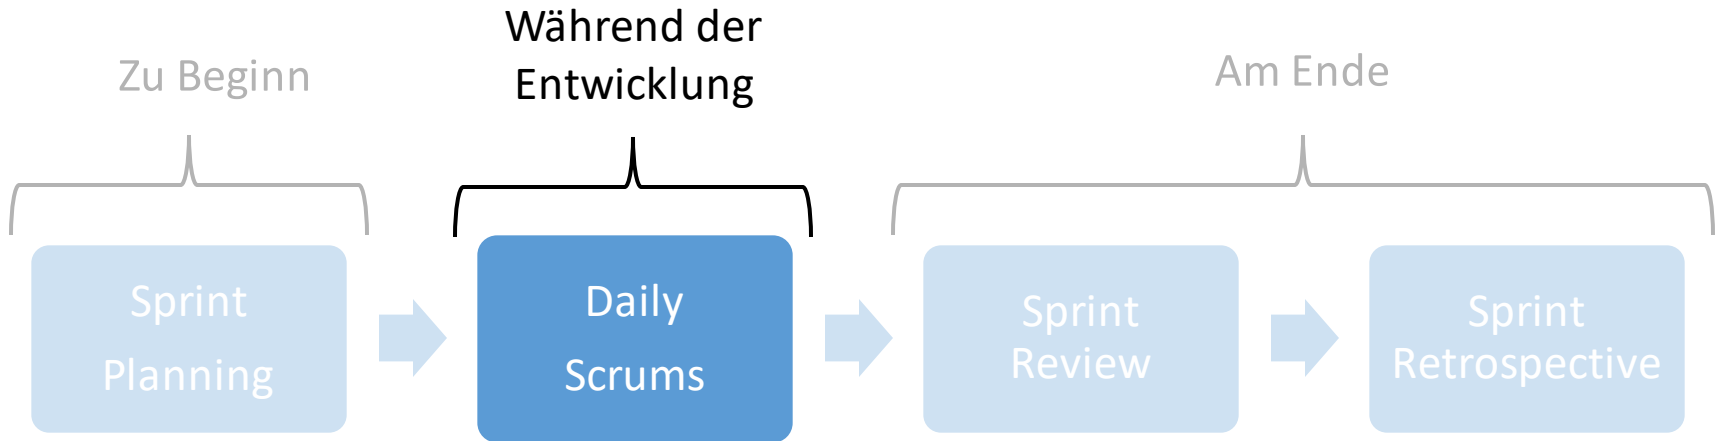 Zu Beginn
Während der
Entwicklung
Am Ende
Sprint
Planning
Daily
Scrums
Sprint
Review
Sprint
Retrospective